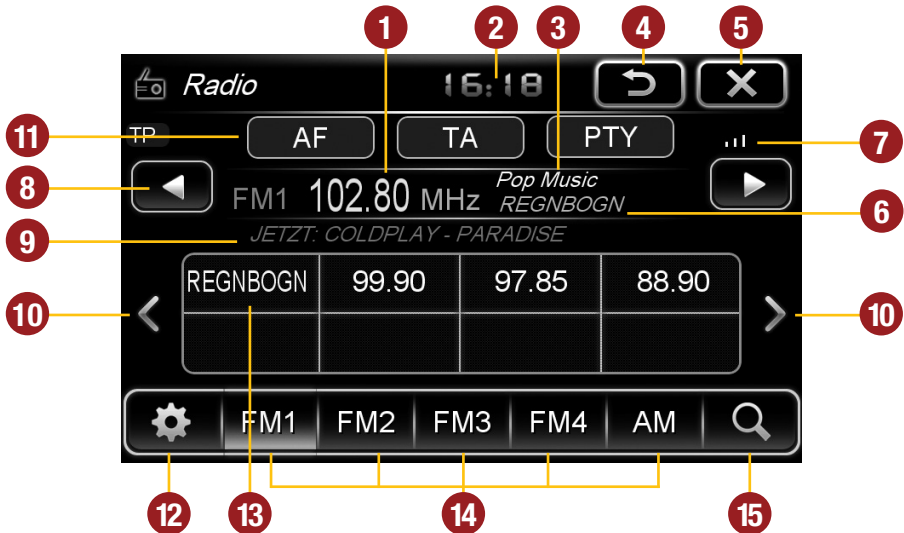 1 2 3 4 5
Radio 16:18
11 TP AF TA PTY 7
8 FM1 102.80 MHz Pop Music
REGNBOGN 6
9 JETZT: COLDPLAY - PARADISE
REGNBOGN 99.90 97.85 88.90
10 10
FM1 FM2 FM3 FM4 AM
12 13 14 15